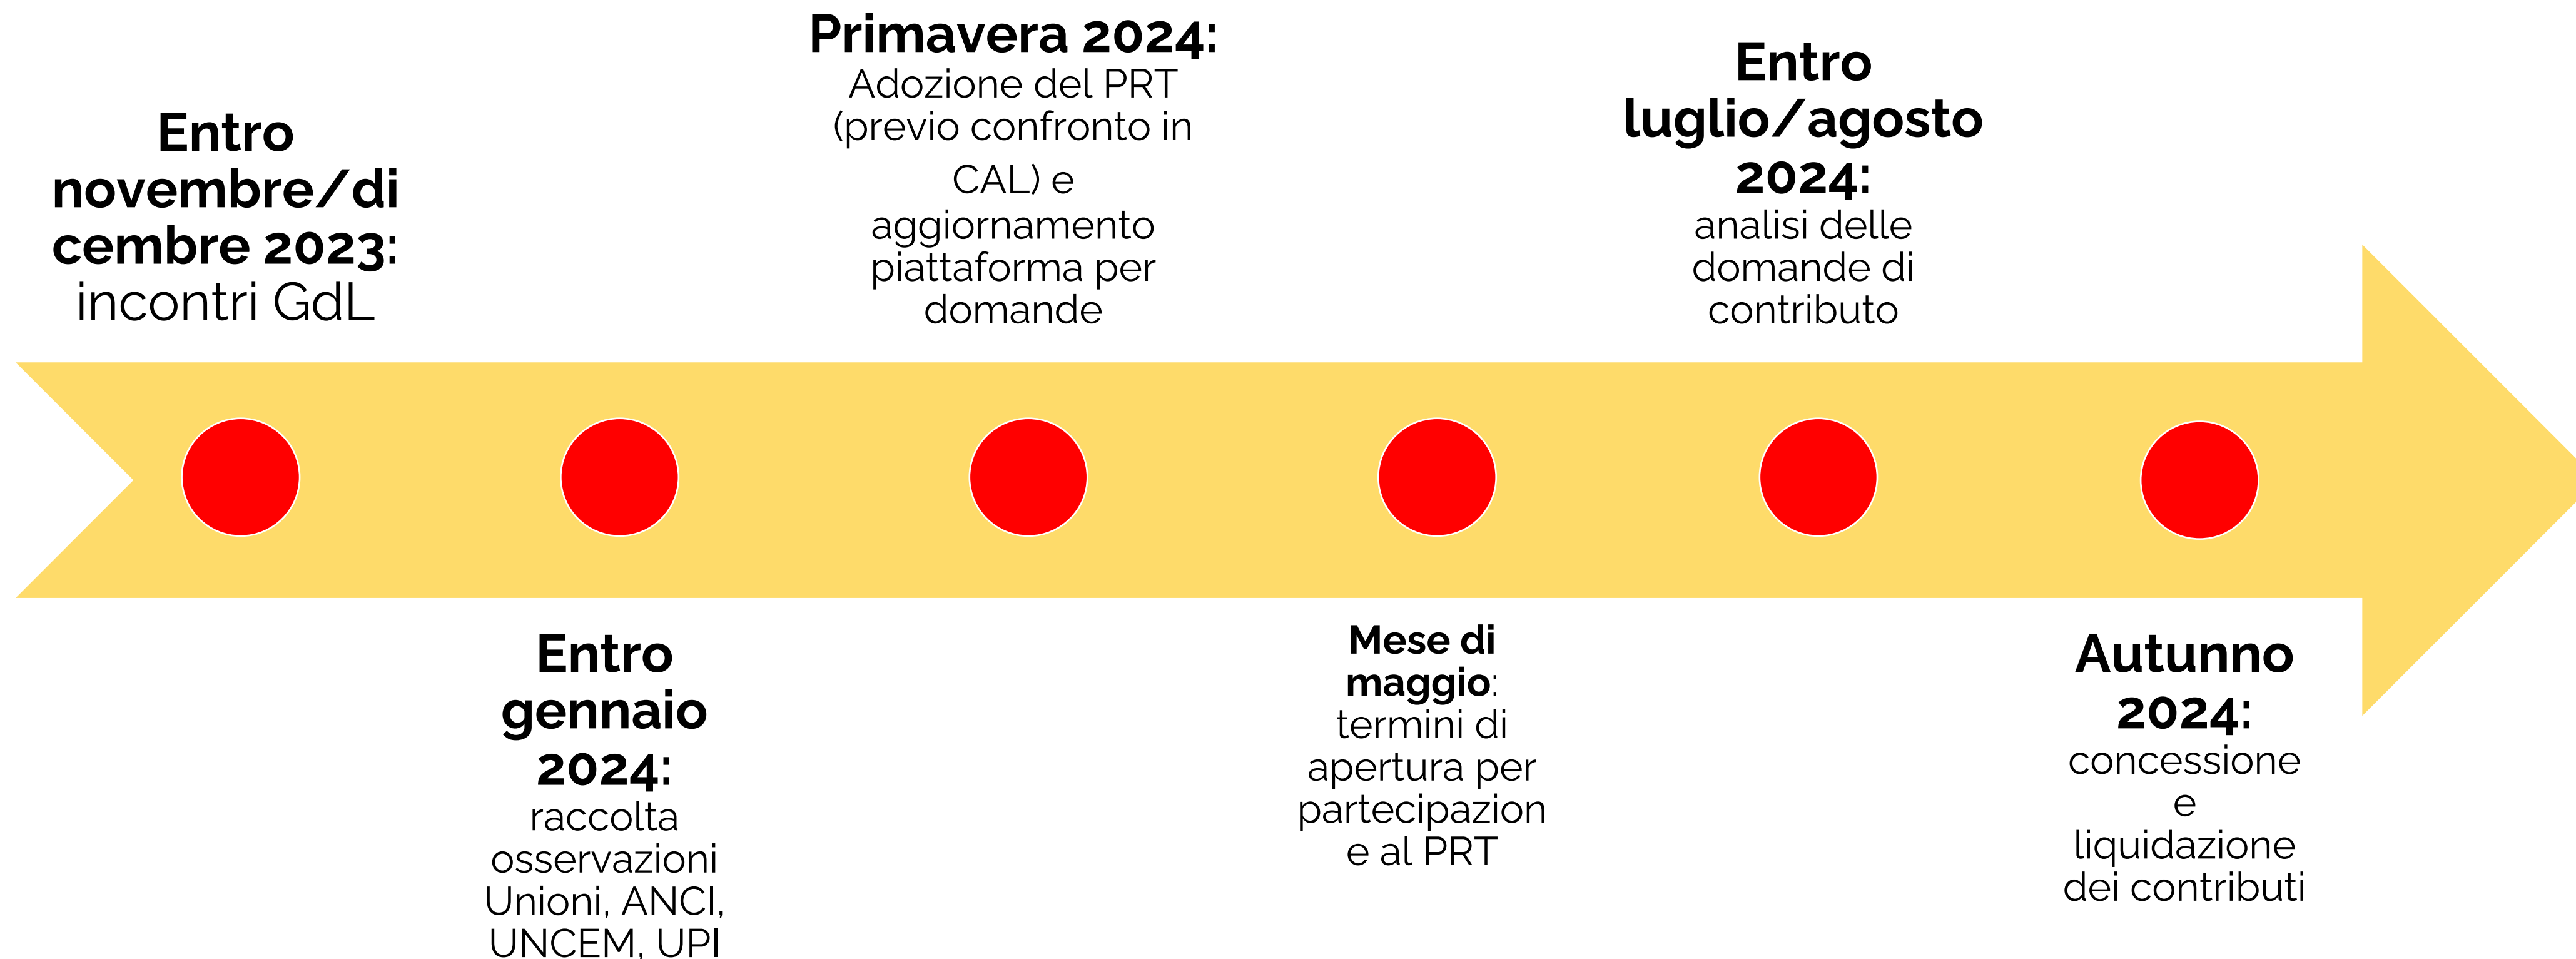 Entro
novembre/di
cembre 2023:
incontri GdL
Entro
gennaio
2024:
raccolta
osservazioni
Unioni, ANCI,
UNCEM, UPI
Primavera 2024:
Adozione del PRT
(previo confronto in
CAL) e
aggiornamento
piattaforma per
domande
Mese di
maggio:
termini di
apertura per
partecipazion
e al PRT
Entro
luglio/agosto
2024:
analisi delle
domande di
contributo
Autunno
2024:
concessione
e
liquidazione
dei contributi